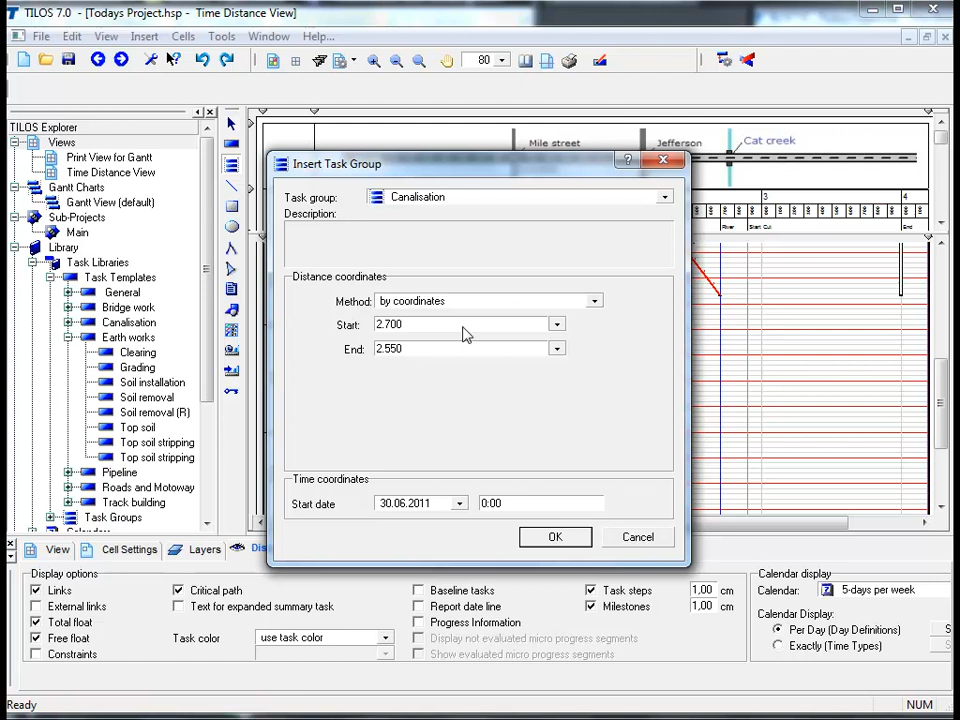 TILOS 7.0 - [Todays Project.hsp - Time Distance View]
File Edit View Insert Cells Tools Window Help...
80
TILOS Explorer
Views
Print View for Gantt
Time Distance View
Gantt Charts
Gantt View (default)
Sub-Projects
Main
Library
Task Libraries
Task Templates
General
Bridge work
Canalisation
Earth works
Clearing
Grading
Soil installation
Soil removal
Soil removal (R)
Top soil
Top soil stripping
Top soil stripping
Pipeline
Roads and Motoway
Track building
Task Groups
Mile street
Jefferson
Cat creek
3
4
River
Start Cut
End
Insert Task Group
Task group: Canalisation
Description:
Distance coordinates
Method: by coordinates
Start: 2.700
End: 2.550
Time coordinates
Start date 30.06.2011 0:00
OK Cancel
View Cell Settings Layers Dis
Display options
Links
External links
Total float
Free float
Constraints
Critical path
Text for expanded summary task
Task color use task color
Baseline tasks
Report date line
Progress Information
Display not evaluated micro progress segments
Show evaluated micro progress segments
Task steps 1,00 cm
Milestones 1,00 cm
Calendar display
Calendar: 5-days per week
Calendar Display:
Per Day (Day Definitions)
Exactly (Time Types)
Ready
NUM